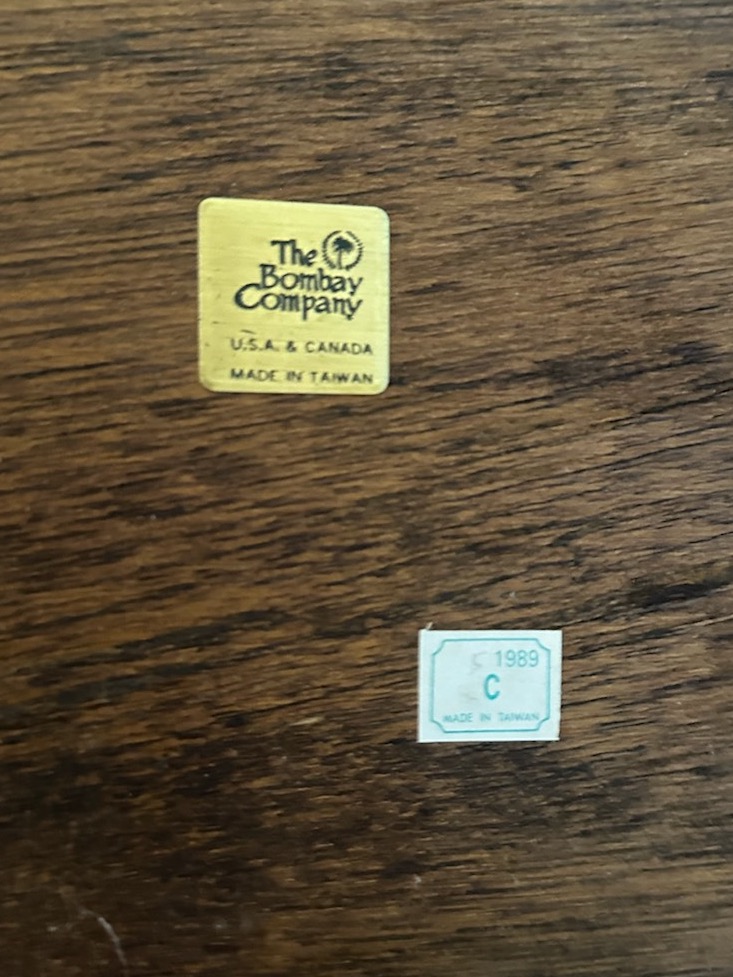 The
Bombay
Company
U.S.A. & CANADA
MADE IN TAIWAN
1989
C
MADE IN TAIWAN